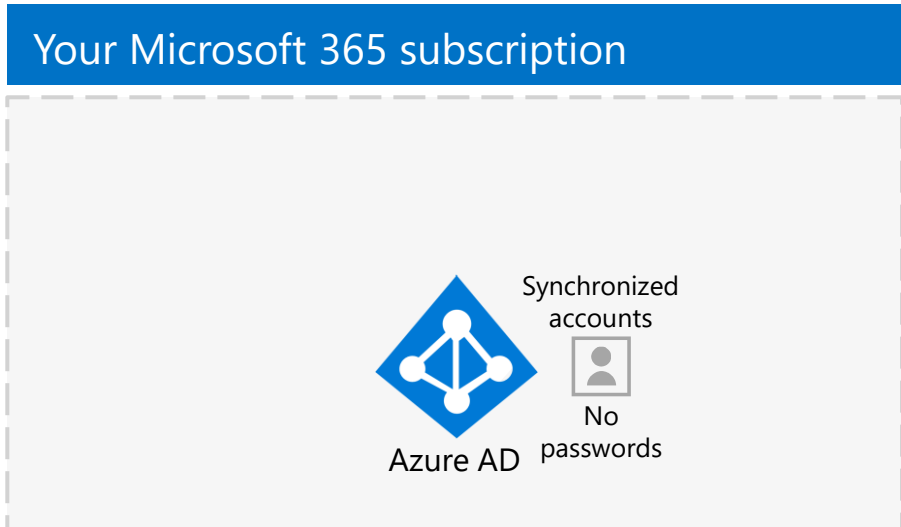 Your Microsoft 365 subscription
Synchronized
accounts
No
passwords
Azure AD